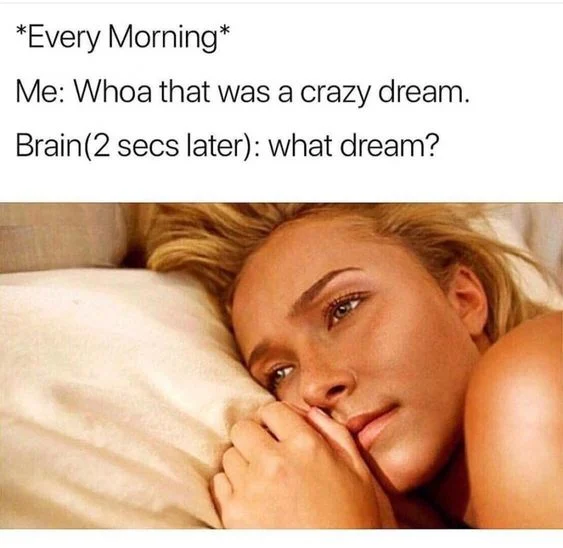 *Every Morning*
Me: Whoa that was a crazy dream.
Brain(2 secs later): what dream?